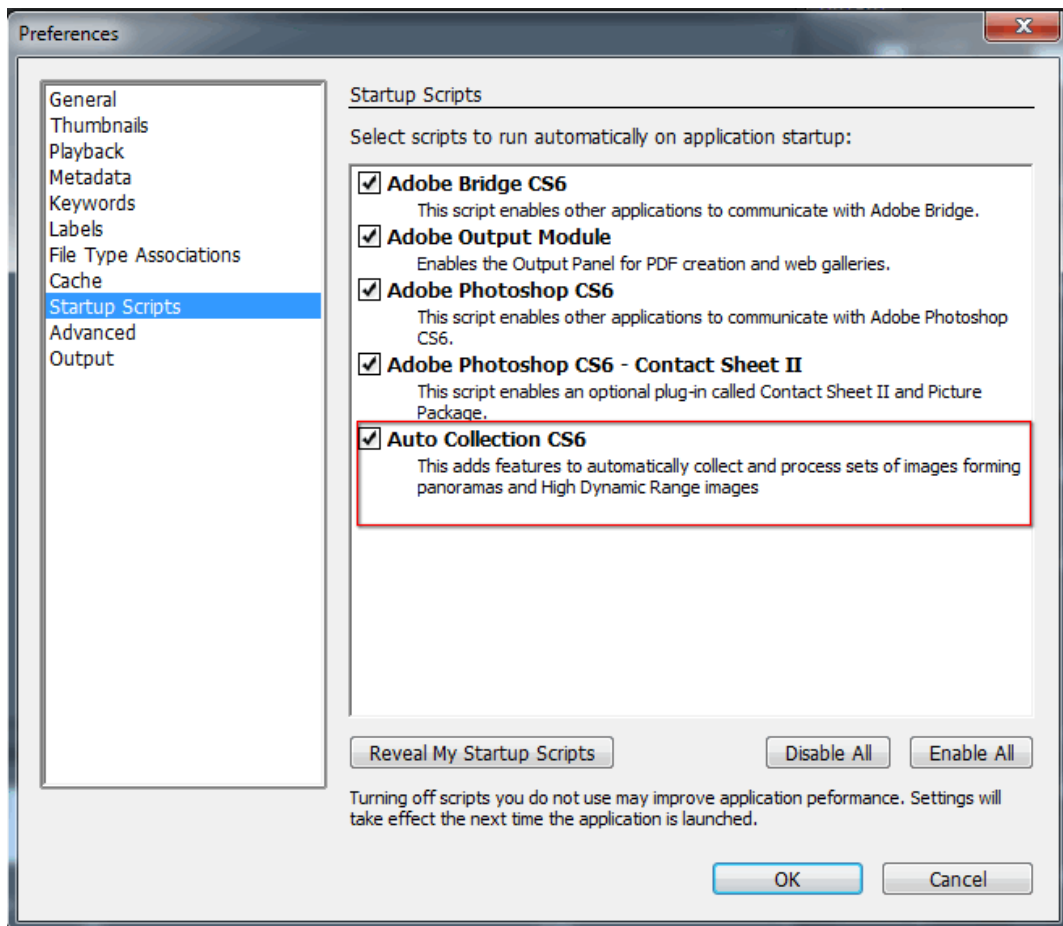 Preferences
General
Thumbnails
Playback
Metadata
Keywords
Labels
File Type Associations
Cache
Startup Scripts
Advanced
Output
Startup Scripts
Select scripts to run automatically on application startup:
Adobe Bridge CS6
This script enables other applications to communicate with Adobe Bridge.
Adobe Output Module
Enables the Output Panel for PDF creation and web galleries.
Adobe Photoshop CS6
This script enables other applications to communicate with Adobe Photoshop
CS6.
Adobe Photoshop CS6 - Contact Sheet II
This script enables an optional plug-in called Contact Sheet II and Picture
Package.
Auto Collection CS6
This adds features to automatically collect and process sets of images forming
panoramas and High Dynamic Range images
Reveal My Startup Scripts
Disable All
Enable All
Turning off scripts you do not use may improve application peformance. Settings will
take effect the next time the application is launched.
OK
Cancel